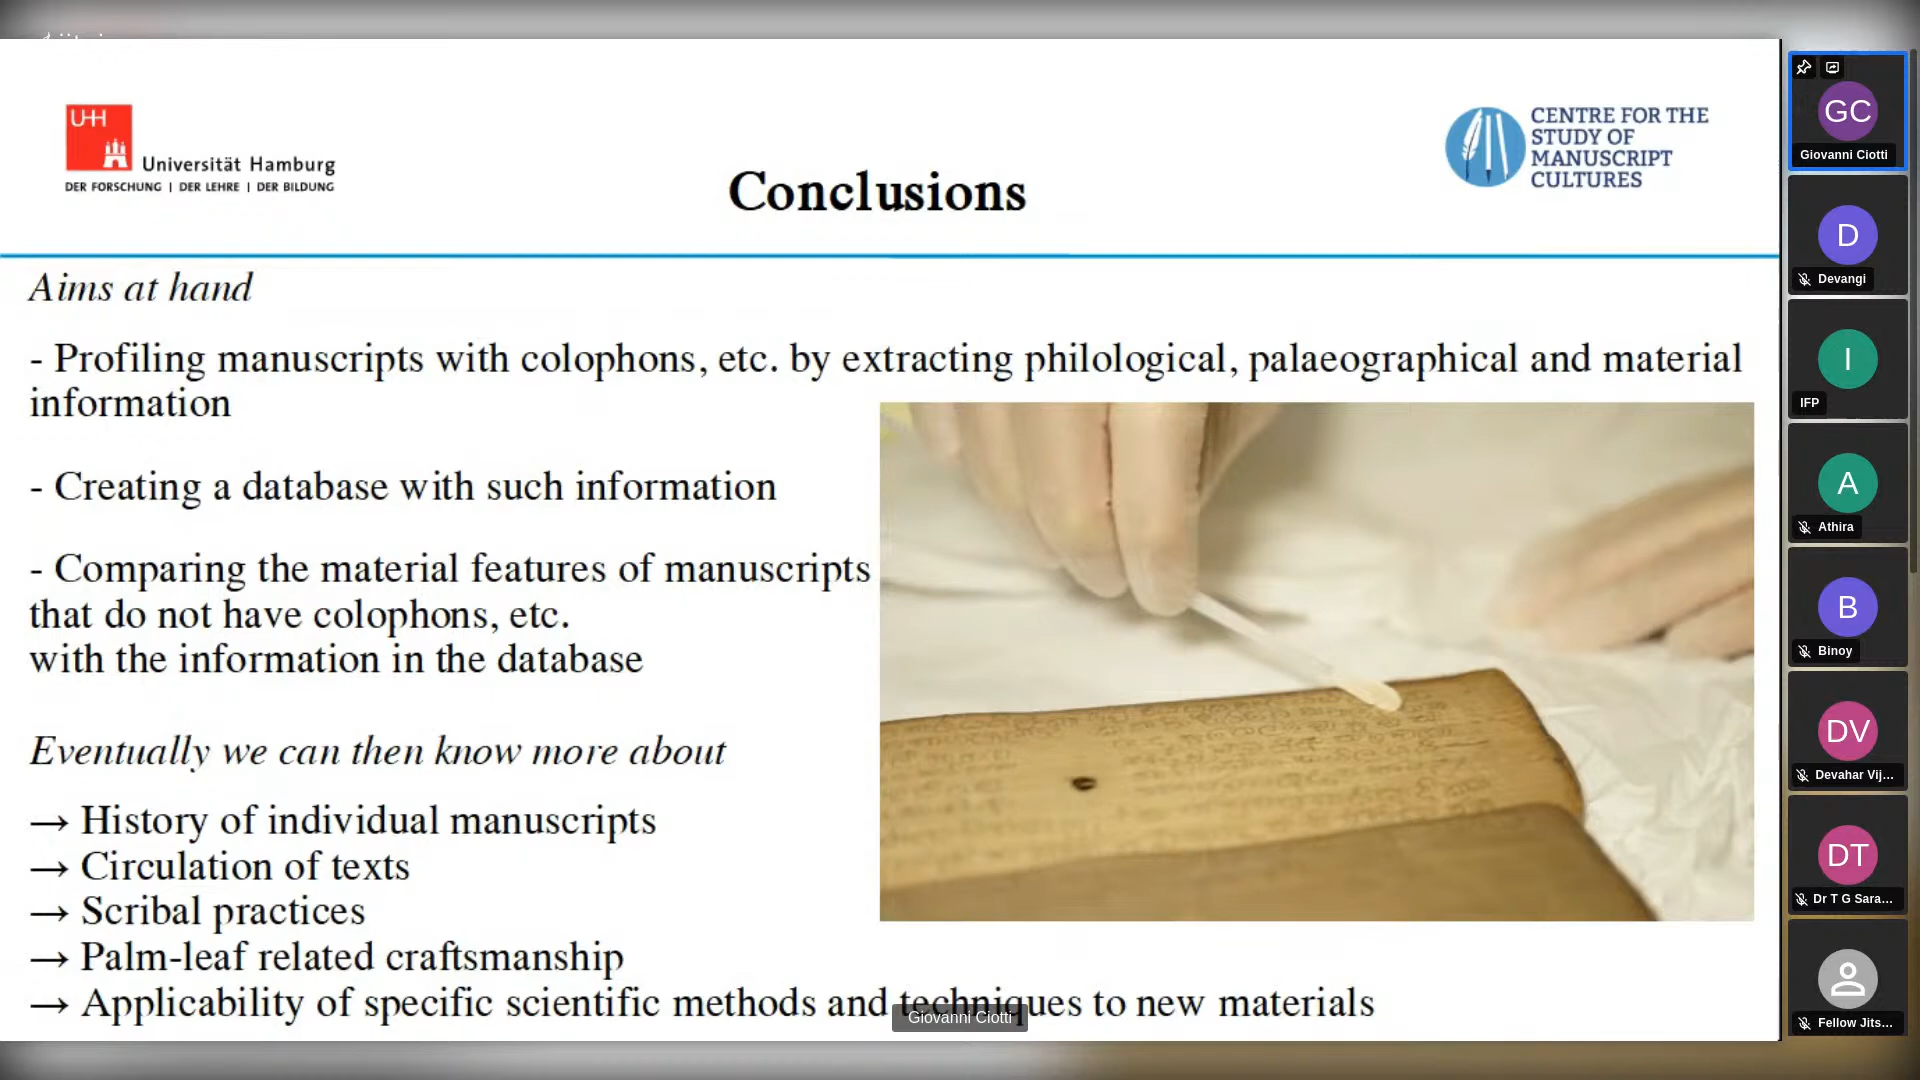 UHH
Universität Hamburg
DER FORSCHUNG | DER LEHRE | DER BILDUNG
Conclusions
CENTRE FOR THE
STUDY OF
MANUSCRIPT
CULTURES
Aims at hand
- Profiling manuscripts with colophons, etc. by extracting philological, palaeographical and material
information
- Creating a database with such information
- Comparing the material features of manuscripts
that do not have colophons, etc.
with the information in the database
Eventually we can then know more about
→ History of individual manuscripts
→ Circulation of texts
→ Scribal practices
→ Palm-leaf related craftsmanship
→ Applicability of specific scientific methods and techniques to new materials
Giovanni Ciotti
GC
Giovanni Ciotti
D
Devangi
I
IFP
A
Athira
B
Binoy
DV
Devahar Vij...
DT
Dr T G Sara...
Fellow Jits...